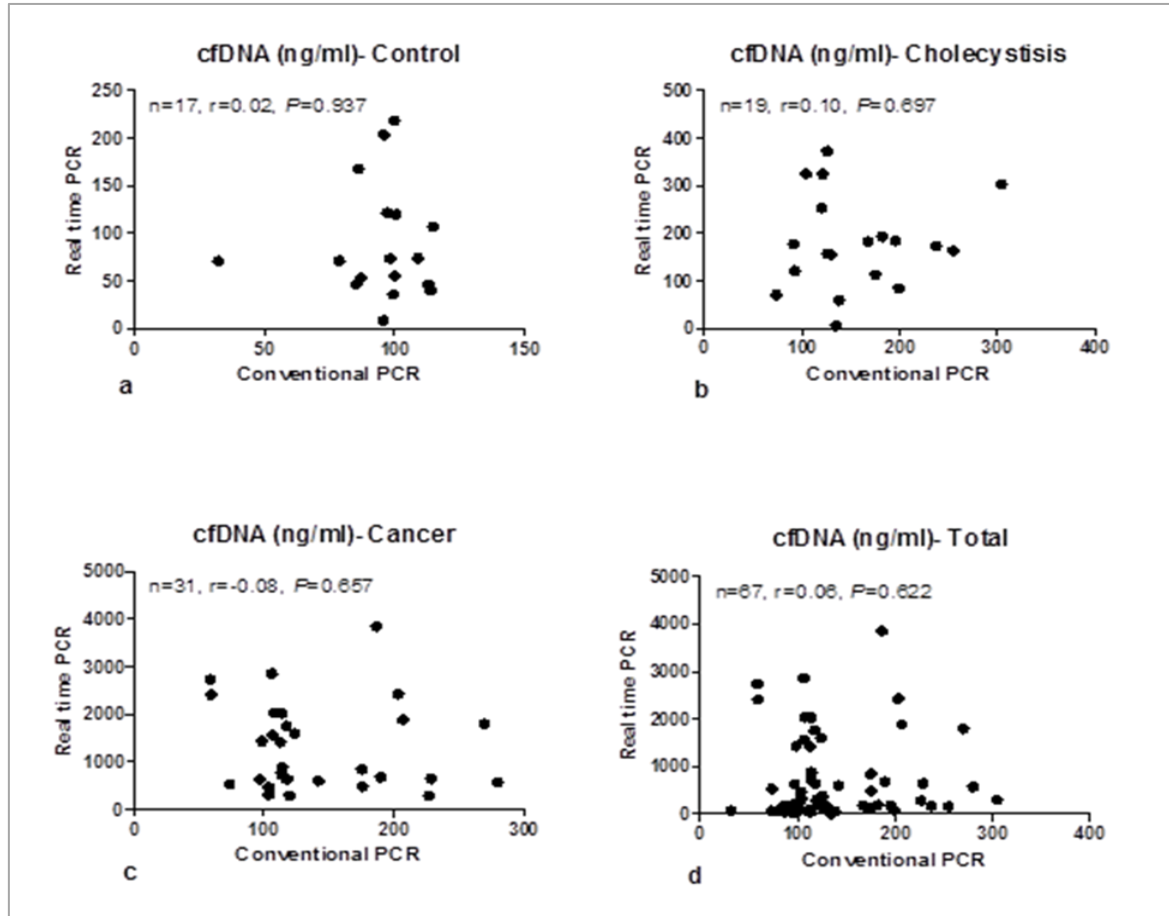 cfDNA (ng/ml)- Control
n=17, r=0.02, P=0.937
250
200
150
100
50
0
Real time PCR
0 50 100 150
Conventional PCR
a
cfDNA (ng/ml)- Cholecystisis
n=19, r=0.10, P=0.697
500
400
300
200
100
0
Real time PCR
0 100 200 300 400
Conventional PCR
b
cfDNA (ng/ml)- Cancer
n=31, r=-0.08, P=0.657
5000
4000
3000
2000
1000
0
Real time PCR
0 100 200 300
Conventional PCR
c
cfDNA (ng/ml)- Total
n=67, r=0.06, P=0.622
5000
4000
3000
2000
1000
0
Real time PCR
0 100 200 300 400
Conventional PCR
d